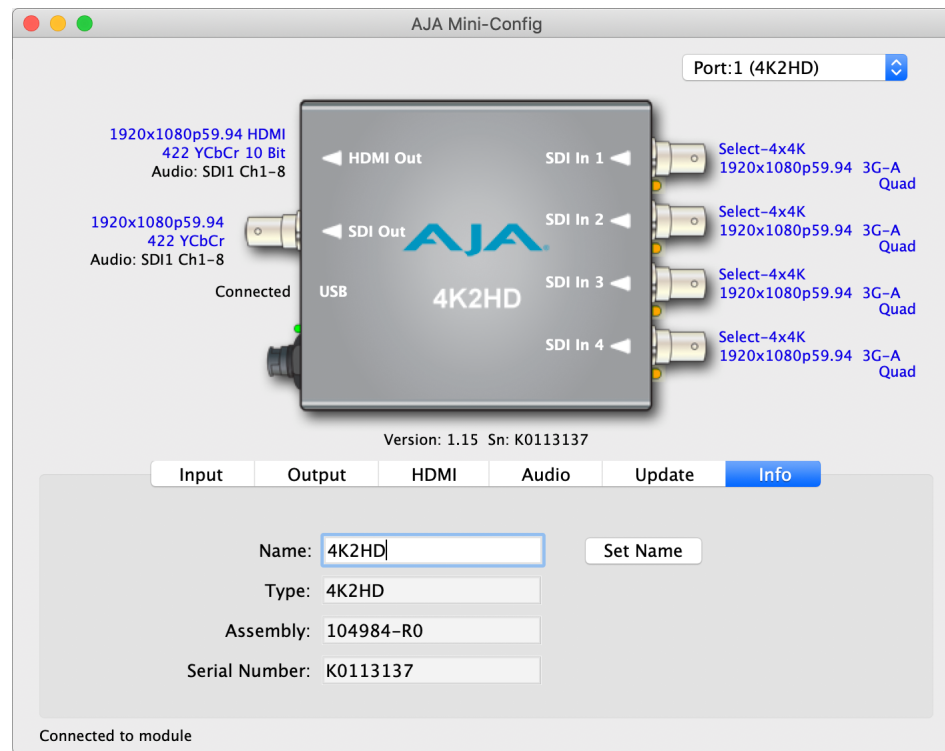 AJA Mini-Config
Port:1 (4K2HD)
1920x1080p59.94 HDMI
422 YCbCr 10 Bit
Audio: SDI1 Ch1-8
HDMI Out
SDI In 1
Select-4x4K
1920x1080p59.94 3G-A
Quad
1920x1080p59.94
422 YCbCr
Audio: SDI1 Ch1-8
SDI Out
AJA
SDI In 2
Select-4x4K
1920x1080p59.94 3G-A
Quad
Connected
USB
4K2HD
SDI In 3
Select-4x4K
1920x1080p59.94 3G-A
Quad
SDI In 4
Select-4x4K
1920x1080p59.94 3G-A
Quad
Version: 1.15 Sn: K0113137
Input Output HDMI Audio Update Info
Name: 4K2HD Set Name
Type: 4K2HD
Assembly: 104984-R0
Serial Number: K0113137
Connected to module